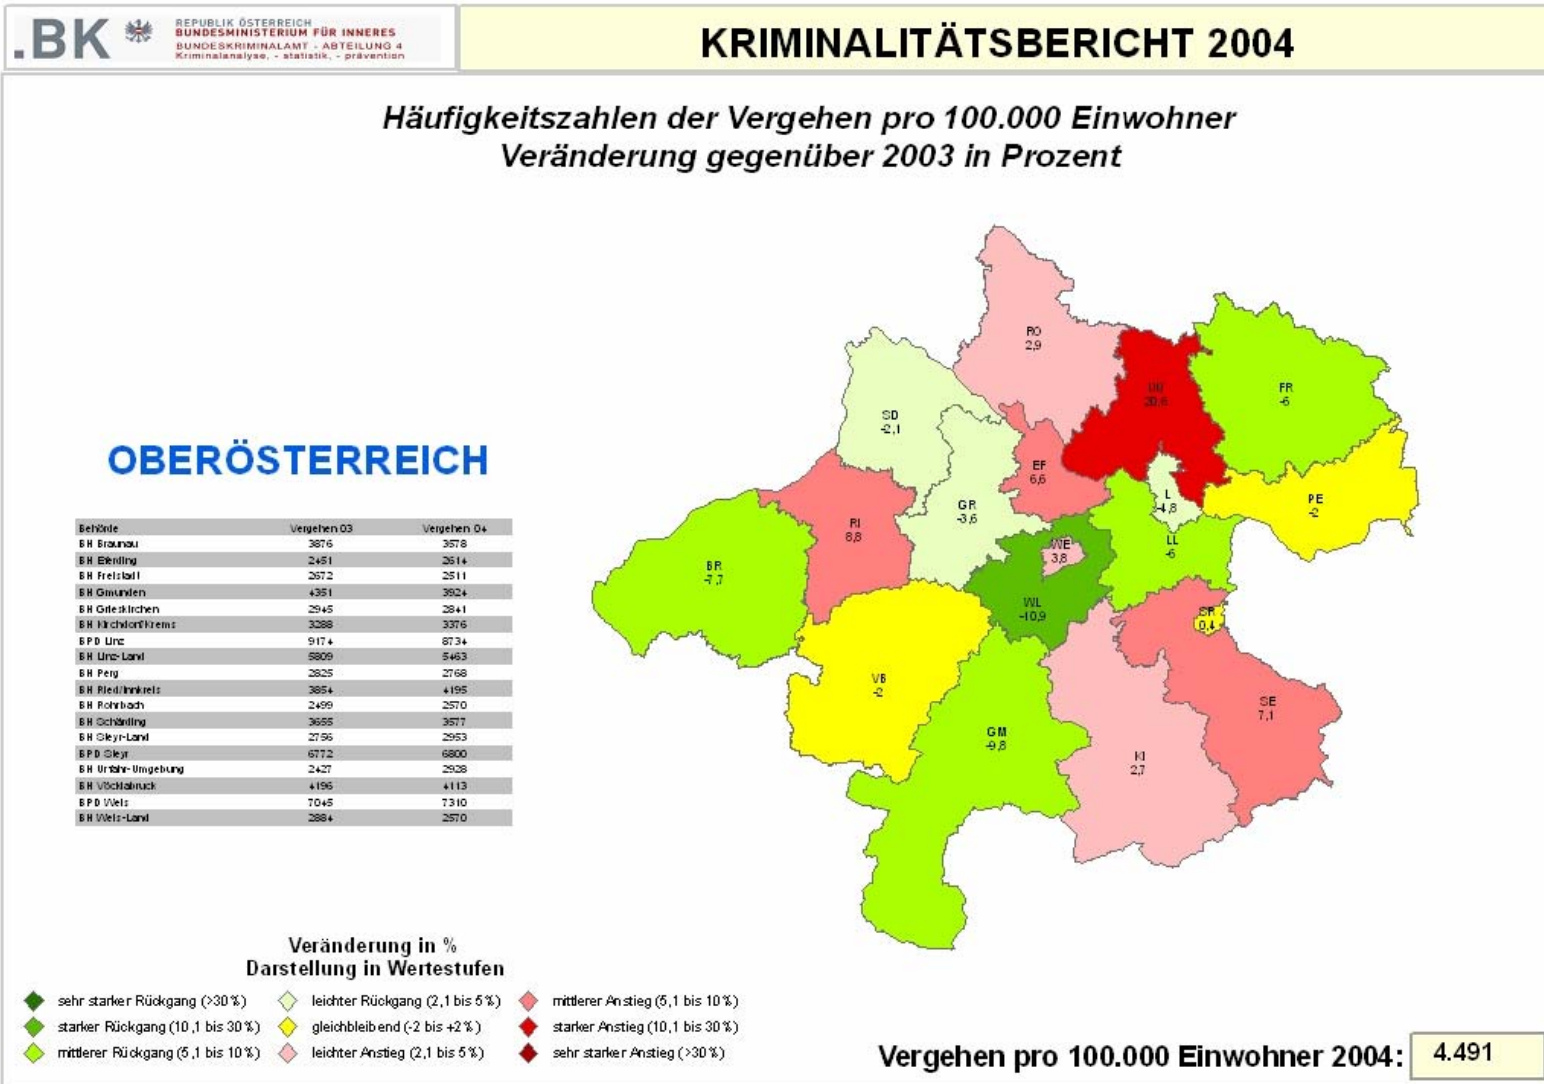 .BK
REPUBLIK ÖSTERREICH
BUNDESMINISTERIUM FÜR INNERES
BUNDESKRIMINALAMT - ABTEILUNG 4
Kriminalanalyse, - statistik, - prävention
KRIMINALITÄTSBERICHT 2004
Häufigkeitszahlen der Vergehen pro 100.000 Einwohner
Veränderung gegenüber 2003 in Prozent
OBERÖSTERREICH
Behörde Vergehen 03 Vergehen 04
BH Braunau 3876 3578
BH Eferding 2451 2614
BH Freistadt 2672 2511
BH Gmunden 4351 3924
BH Grieskirchen 2945 2841
BH Kirchdorf/Krems 3288 3376
BPD Linz 9174 8734
BH Linz-Land 5809 5463
BH Perg 2825 2768
BH Ried/Innkreis 3854 4195
BH Rohrbach 2499 2570
BH Schärding 3655 3577
BH Steyr-Land 2756 2953
BPD Steyr 6772 6800
BH Urfahr-Umgebung 2427 2928
BH Vöcklabruck 4196 4113
BPD Wels 7045 7310
BH Wels-Land 2884 2570
RO
2,9
UU
20,6
FR
-6
SD
-2,1
EF
6,6
L
-4,8
PE
-2
GR
-3,6
RI
8,8
LL
-6
WE
3,8
BR
-7,7
WL
-10,9
SR
0,4
VB
-2
SE
7,1
GM
-9,8
KI
2,7
Veränderung in %
Darstellung in Wertestufen
sehr starker Rückgang (>30%)
starker Rückgang (10,1 bis 30%)
mittlerer Rückgang (5,1 bis 10%)
leichter Rückgang (2,1 bis 5%)
gleichbleibend (-2 bis +2%)
leichter Anstieg (2,1 bis 5%)
mittlerer Anstieg (5,1 bis 10%)
starker Anstieg (10,1 bis 30%)
sehr starker Anstieg (>30%)
Vergehen pro 100.000 Einwohner 2004: 4.491